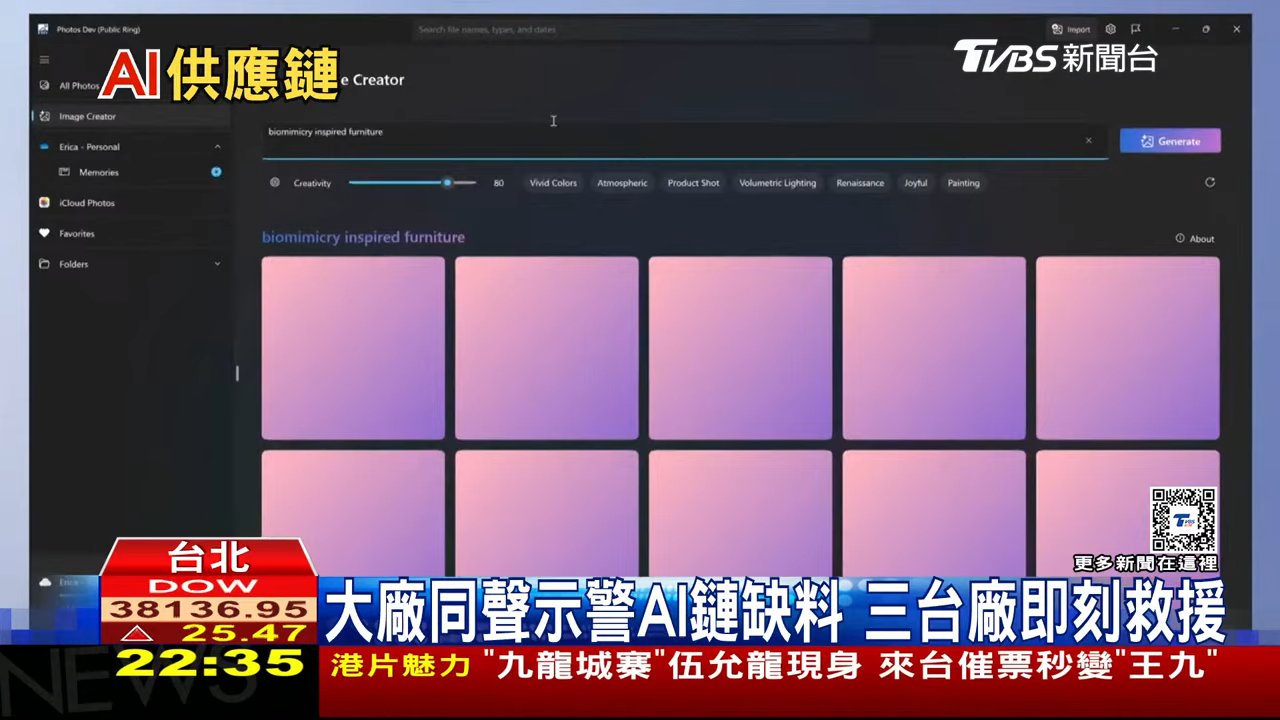 Photos Dev (Public Ring)
Search file names, types, and dates
Import
AI供應鏈
TVBS新聞台
All Photos
e Creator
Image Creator
biomimicry inspired furniture
Generate
Erica - Personal
Memories
Creativity
80
Vivid Colors
Atmospheric
Product Shot
Volumetric Lighting
Renaissance
Joyful
Painting
iCloud Photos
Favorites
biomimicry inspired furniture
About
Folders
TVBS
更多新聞在這裡
台北
DOW
38136.95
25.47
大廠同聲示警AI鏈缺料 三台廠即刻救援
22:35
港片魅力 "九龍城寨"伍允龍現身 來台催票秒變"王九"
NEWS